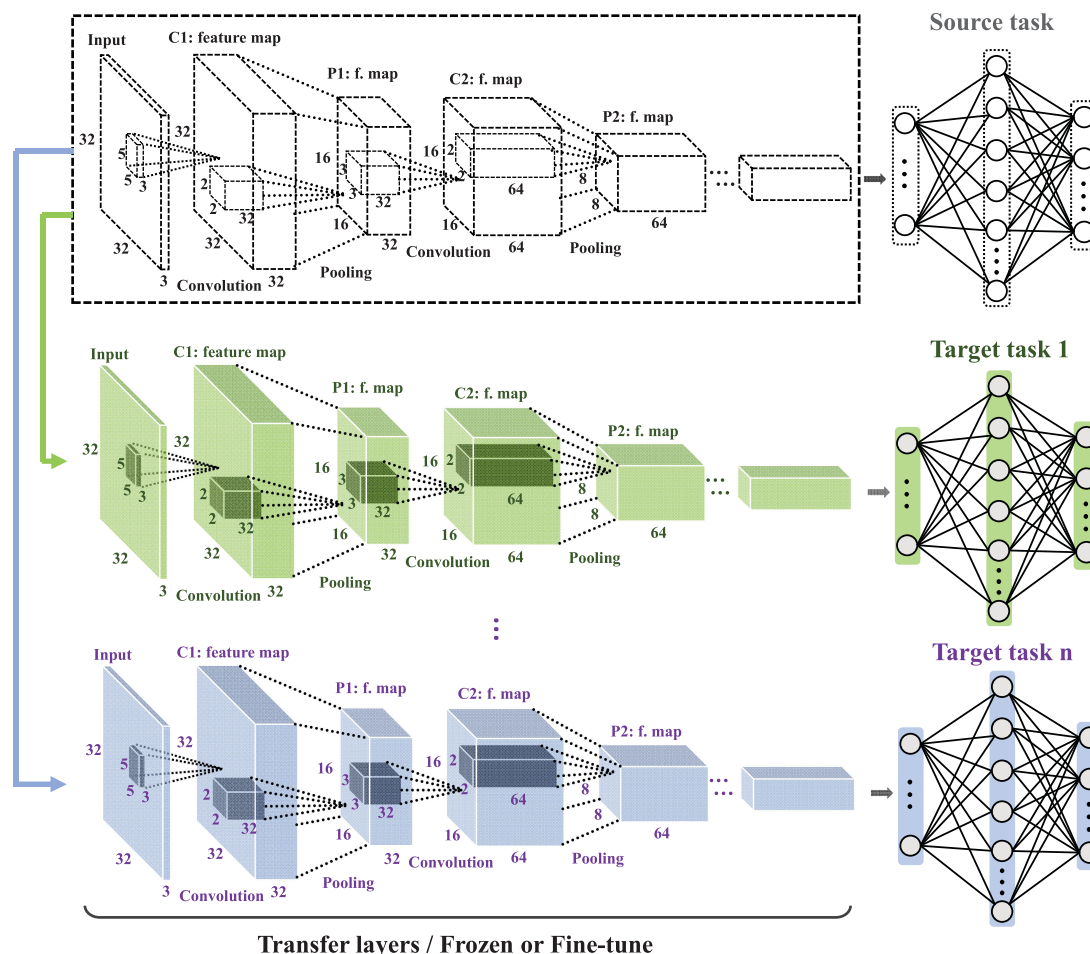 Source task
Input
C1: feature map
P1: f. map
C2: f. map
P2: f. map
32
5
5
3
32
3
32
2
2
32
32
32
16
3
3
32
16
32
16
2
2
64
16
64
8
8
64
Convolution
Pooling
Convolution
Pooling
Target task 1
Input
C1: feature map
P1: f. map
C2: f. map
P2: f. map
32
5
5
3
32
3
32
2
2
32
32
32
16
3
3
32
16
32
16
2
2
64
16
64
8
8
64
Convolution
Pooling
Convolution
Pooling
Target task n
Input
C1: feature map
P1: f. map
C2: f. map
P2: f. map
32
5
5
3
32
3
32
2
2
32
32
32
16
3
3
32
16
32
16
2
2
64
16
64
8
8
64
Convolution
Pooling
Convolution
Pooling
Transfer layers / Frozen or Fine-tune